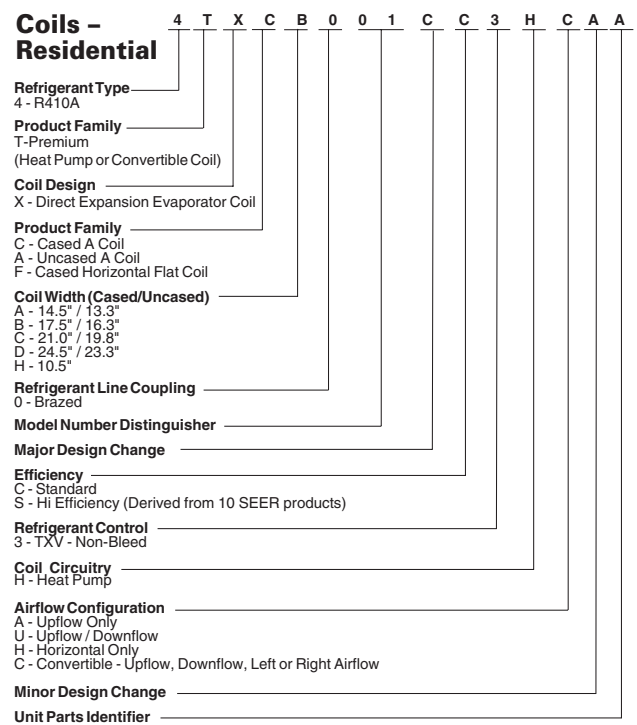 Coils –
Residential
4 T X C B 0 0 1 C C 3 H C A A
Refrigerant Type
4 - R410A
Product Family
T-Premium
(Heat Pump or Convertible Coil)
Coil Design
X - Direct Expansion Evaporator Coil
Product Family
C - Cased A Coil
A - Uncased A Coil
F - Cased Horizontal Flat Coil
Coil Width (Cased/Uncased)
A - 14.5" / 13.3"
B - 17.5" / 16.3"
C - 21.0" / 19.8"
D - 24.5" / 23.3"
H - 10.5"
Refrigerant Line Coupling
0 - Brazed
Model Number Distinguisher
Major Design Change
Efficiency
C - Standard
S - Hi Efficiency (Derived from 10 SEER products)
Refrigerant Control
3 - TXV - Non-Bleed
Coil Circuitry
H - Heat Pump
Airflow Configuration
A - Upflow Only
U - Upflow / Downflow
H - Horizontal Only
C - Convertible - Upflow, Downflow, Left or Right Airflow
Minor Design Change
Unit Parts Identifier